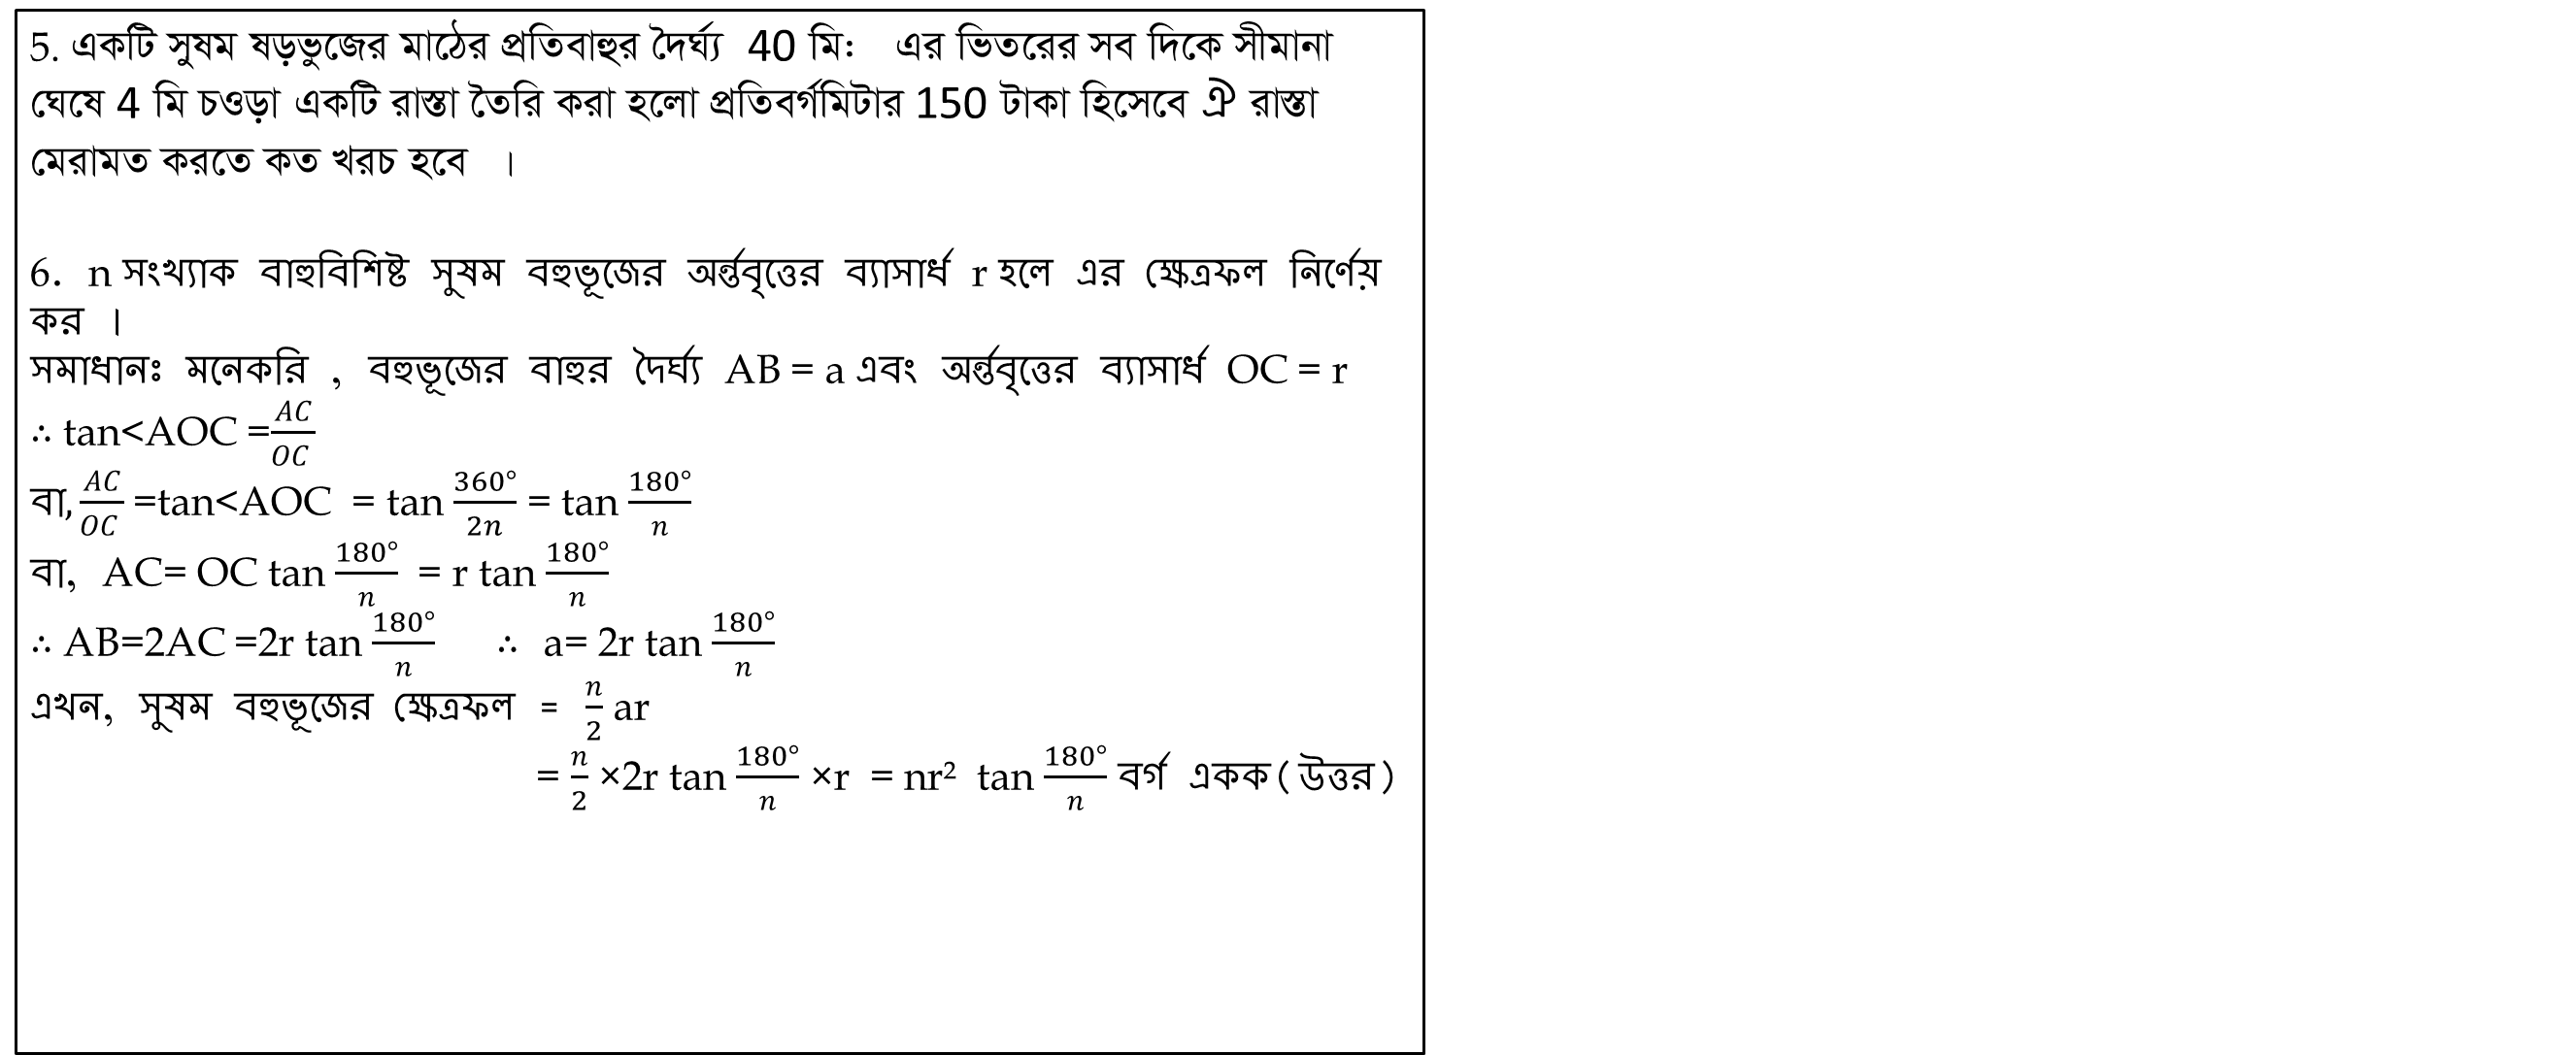 5. একটি সুষম ষড়ভুজের মাঠের প্রতিবাহুর দৈর্ঘ্য 40 মি: এর ভিতরের সব দিকে সীমানা
ঘেষে 4 মি চওড়া একটি রাস্তা তৈরি করা হলো প্রতিবর্গমিটার 150 টাকা হিসেবে ঐ রাস্তা
মেরামত করতে কত খরচ হবে ।
6. n সংখ্যাক বাহুবিশিষ্ট সূষম বহুভূজের অর্ন্তবৃত্তের ব্যাসার্ধ r হলে এর ক্ষেত্রফল নির্ণেয়
কর ।
সমাধানঃ মনেকরি , বহুভূজের বাহুর দৈর্ঘ্য AB = a এবং অর্ন্তবৃত্তের ব্যাসার্ধ OC = r
∴ tan<AOC = AC/OC
বা, AC/OC =tan<AOC = tan 360°/2n = tan 180°/n
বা, AC= OC tan 180°/n = r tan 180°/n
∴ AB=2AC =2r tan 180°/n ∴ a= 2r tan 180°/n
এখন, সূষম বহুভূজের ক্ষেত্রফল = n/2 ar
= n/2 ×2r tan 180°/n ×r = nr² tan 180°/n বর্গ একক(উত্তর)